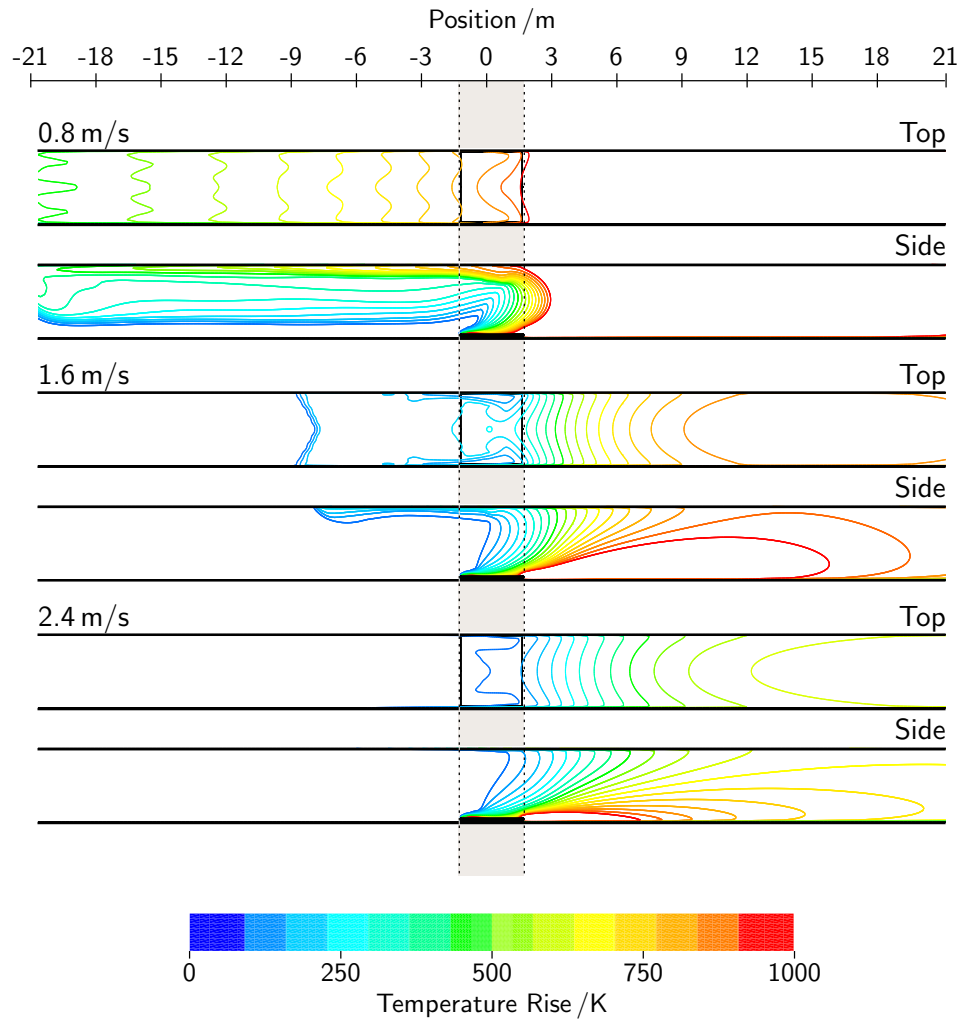 Position /m
-21 -18 -15 -12 -9 -6 -3 0 3 6 9 12 15 18 21
0.8 m/s Top
Side
1.6 m/s Top
Side
2.4 m/s Top
Side
0 250 500 750 1000
Temperature Rise /K